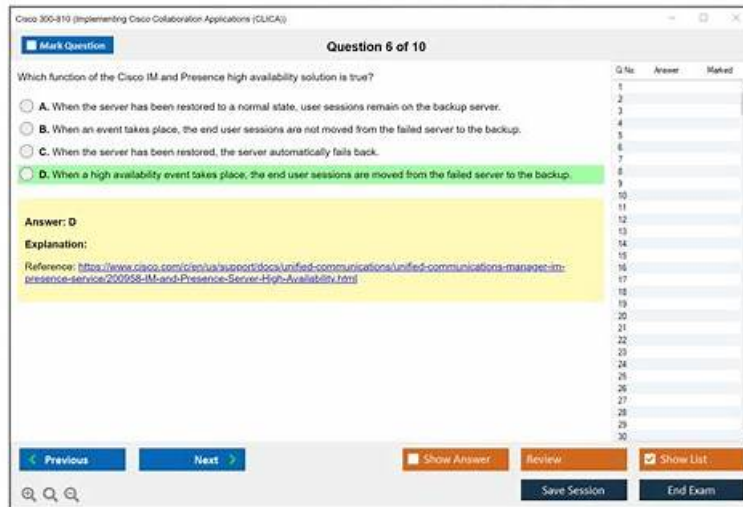 Cisco 300-810 (Implementing Cisco Collaboration Applications (CLICA))
Mark Question
Question 6 of 10
Which function of the Cisco IM and Presence high availability solution is true?
A. When the server has been restored to a normal state, user sessions remain on the backup server.
B. When an event takes place, the end user sessions are not moved from the failed server to the backup.
C. When the server has been restored, the server automatically fails back.
D. When a high availability event takes place, the end user sessions are moved from the failed server to the backup.
Answer: D
Explanation:
Reference: https://www.cisco.com/c/en/us/support/docs/unified-communications/unified-communications-manager-im-
presence-service/200958-IM-and-Presence-Server-High-Availability.html
Q.No. Answer Marked
1
2
3
4
5
6
7
8
9
10
11
12
13
14
15
16
17
18
19
20
21
22
23
24
25
26
27
28
29
30
Previous
Next
Show Answer
Review
Show List
Save Session
End Exam